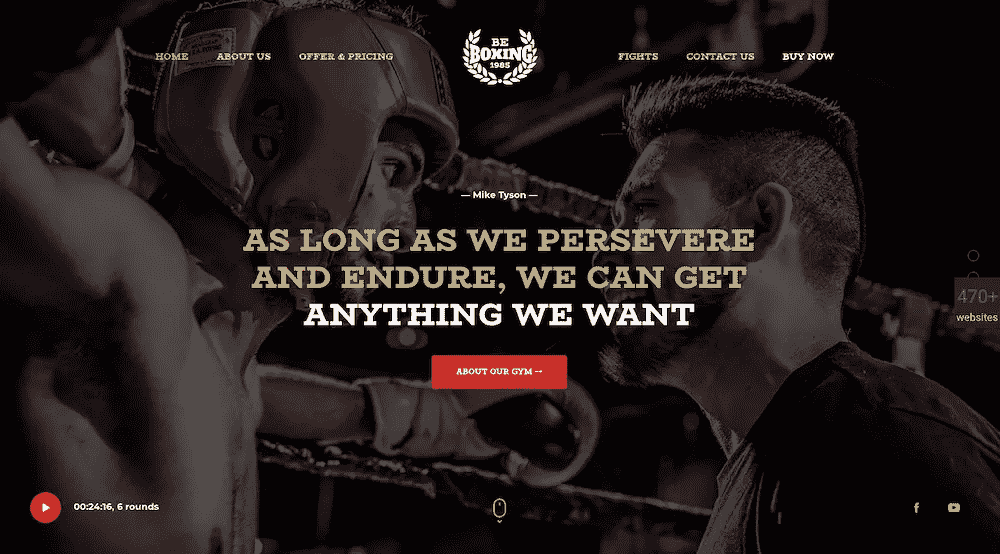 HOME
ABOUT US
OFFER & PRICING
BE
BOXING
1985
FIGHTS
CONTACT US
BUY NOW
— Mike Tyson —
AS LONG AS WE PERSEVERE
AND ENDURE, WE CAN GET
ANYTHING WE WANT
470+
websites
ABOUT OUR GYM →
00:24:16, 6 rounds